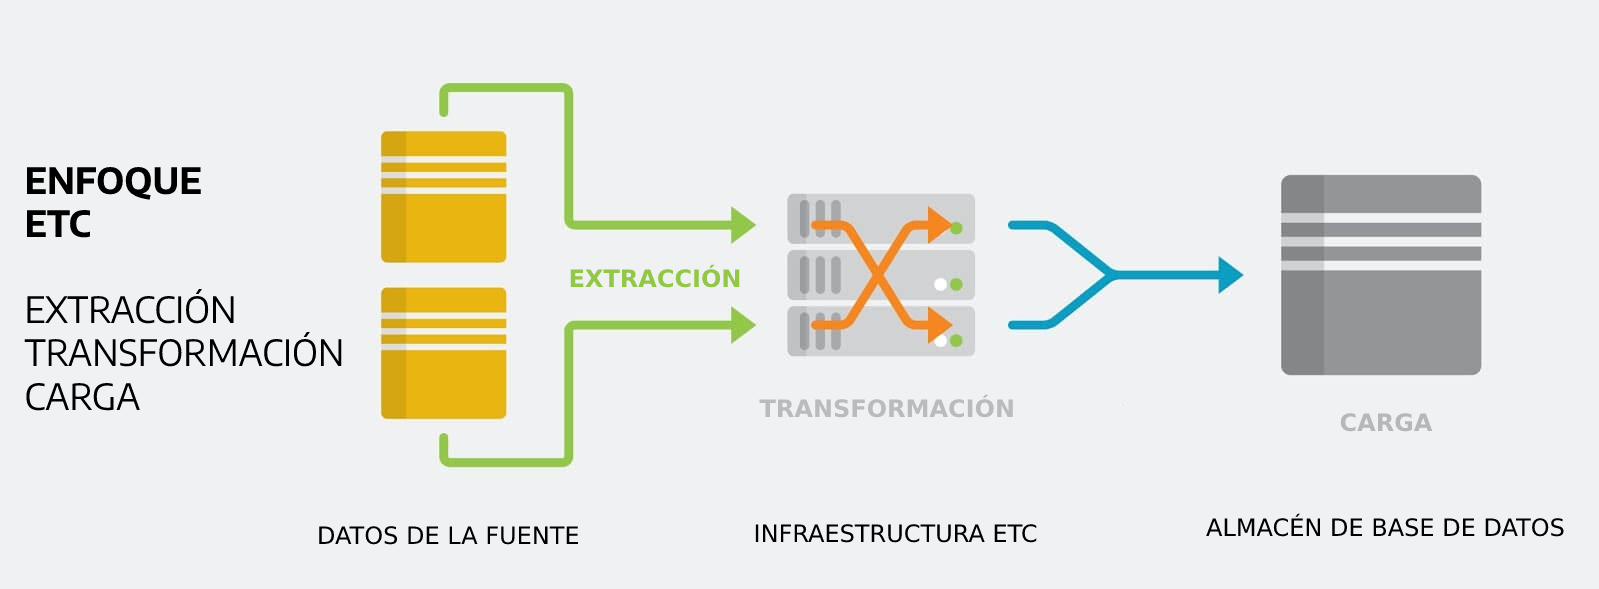 ENFOQUE
ETC
EXTRACCIÓN
TRANSFORMACIÓN
CARGA
EXTRACCIÓN
TRANSFORMACIÓN
CARGA
DATOS DE LA FUENTE
INFRAESTRUCTURA ETC
ALMACÉN DE BASE DE DATOS